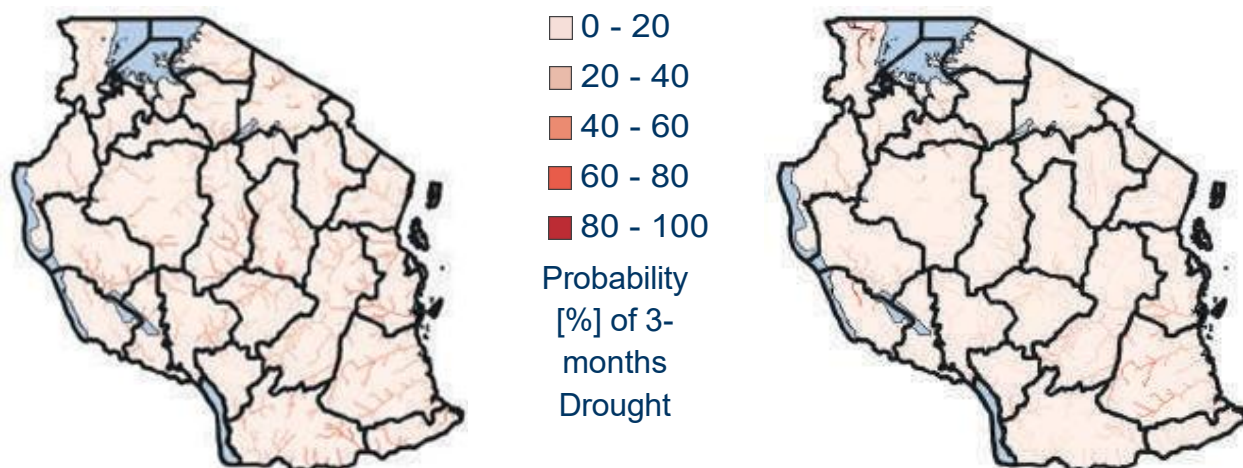 0 - 20
20 - 40
40 - 60
60 - 80
80 - 100
Probability
[%] of 3-
months
Drought